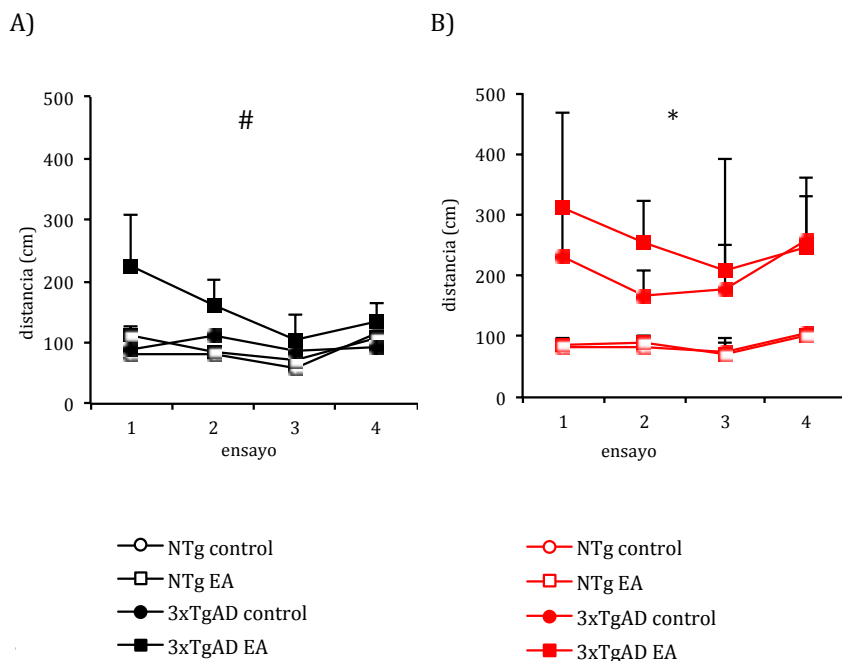 A)
500
400
300
200
100
0
distancia (cm)
#
1 2 3 4
ensayo
NTg control
NTg EA
3xTgAD control
3xTgAD EA
B)
500
400
300
200
100
0
distancia (cm)
*
1 2 3 4
ensayo
NTg control
NTg EA
3xTgAD control
3xTgAD EA